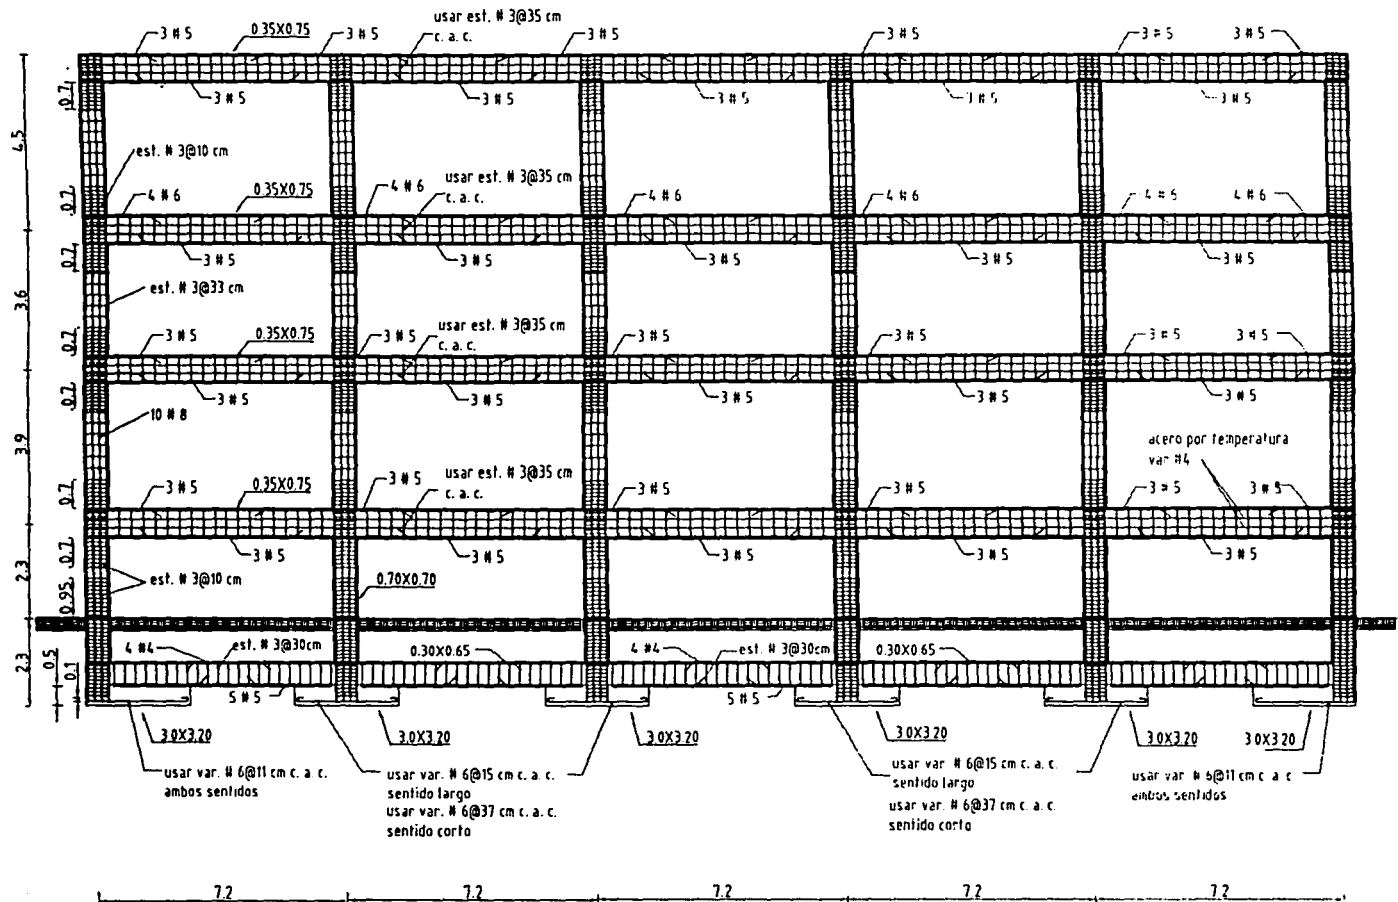 usar est. # 3@35 cm
c. a. c.
3 # 5
0.35X0.75
3 # 5
3 # 5
3 # 5
3 # 5
3 # 5
0.7
3 # 5
3 # 5
3 # 5
3 # 5
3 # 5
4.5
est. # 3@10 cm
usar est. # 3@35 cm
c. a. c.
0.7
4 # 6
0.35X0.75
4 # 6
4 # 6
4 # 6
4 # 5
4 # 6
0.7
3 # 5
3 # 5
3 # 5
3 # 5
3 # 5
3.6
est. # 3@33 cm
usar est. # 3@35 cm
c. a. c.
0.7
3 # 5
0.35X0.75
3 # 5
3 # 5
3 # 5
3 # 5
3 # 5
0.7
3 # 5
3 # 5
3 # 5
3 # 5
3 # 5
10 # 8
3.9
acero por temperatura
var #4
usar est. # 3@35 cm
c. a. c.
0.7
3 # 5
0.35X0.75
3 # 5
3 # 5
3 # 5
3 # 5
3 # 5
0.7
3 # 5
3 # 5
3 # 5
3 # 5
3 # 5
2.3
est. # 3@10 cm
0.95
0.70X0.70
2.3
0.5
0.1
4 #4
est. # 3@30cm
0.30X0.65
4 #4
est. # 3@30cm
0.30X0.65
5 # 5
5 # 5
3.0X3.20
3.0X3.20
3.0X3.20
3.0X3.20
3.0X3.20
3.0X3.20
usar var. # 6@11 cm c. a. c.
ambos sentidos
usar var. # 6@15 cm c. a. c.
sentido largo
usar var. # 6@37 cm c. a. c.
sentido corto
usar var # 6@15 cm c. a. c.
sentido largo
usar var. # 6@37 cm c. a. c.
sentido corto
usar var # 6@11 cm c a c
ambos sentidos
7.2
7.2
7.2
7.2
7.2